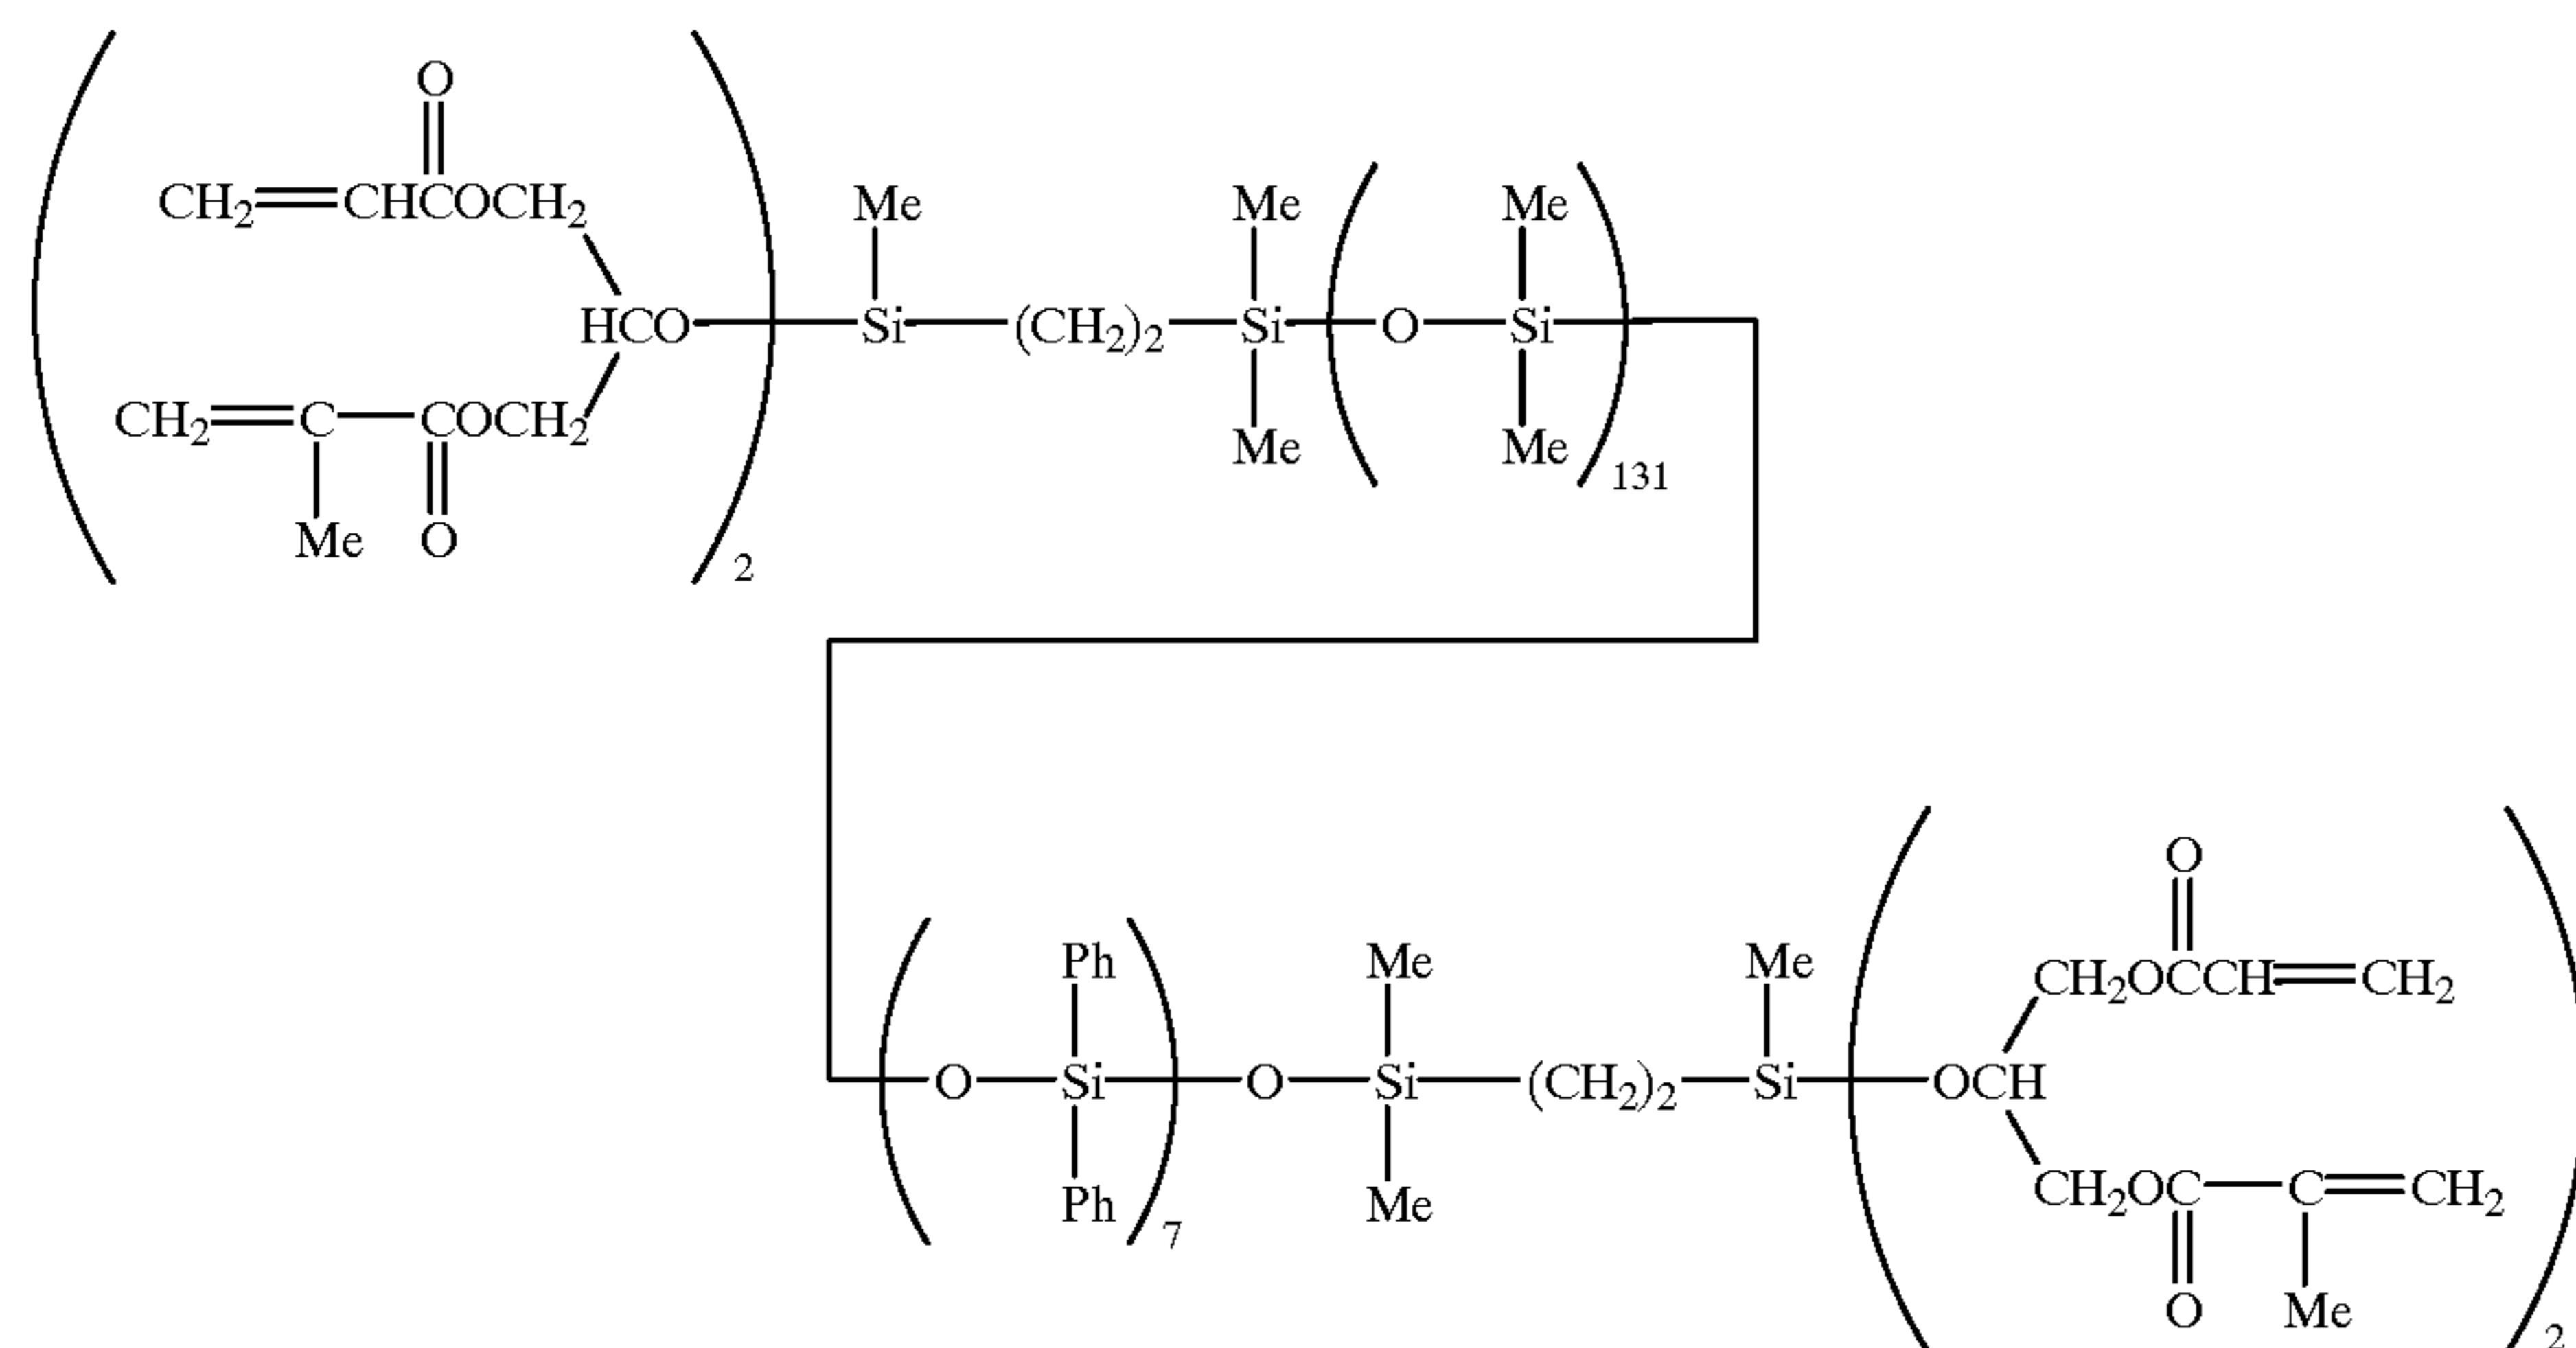 O
CH2=CHCOCH2
Me Me Me
HCO Si (CH2)2 Si O Si
CH2=C COCH2
Me Me 131
Me O 2
O
Ph Me Me CH2OCCH=CH2
O Si O Si (CH2)2 Si OCH
Ph 7 Me CH2OC C=CH2
O Me 2